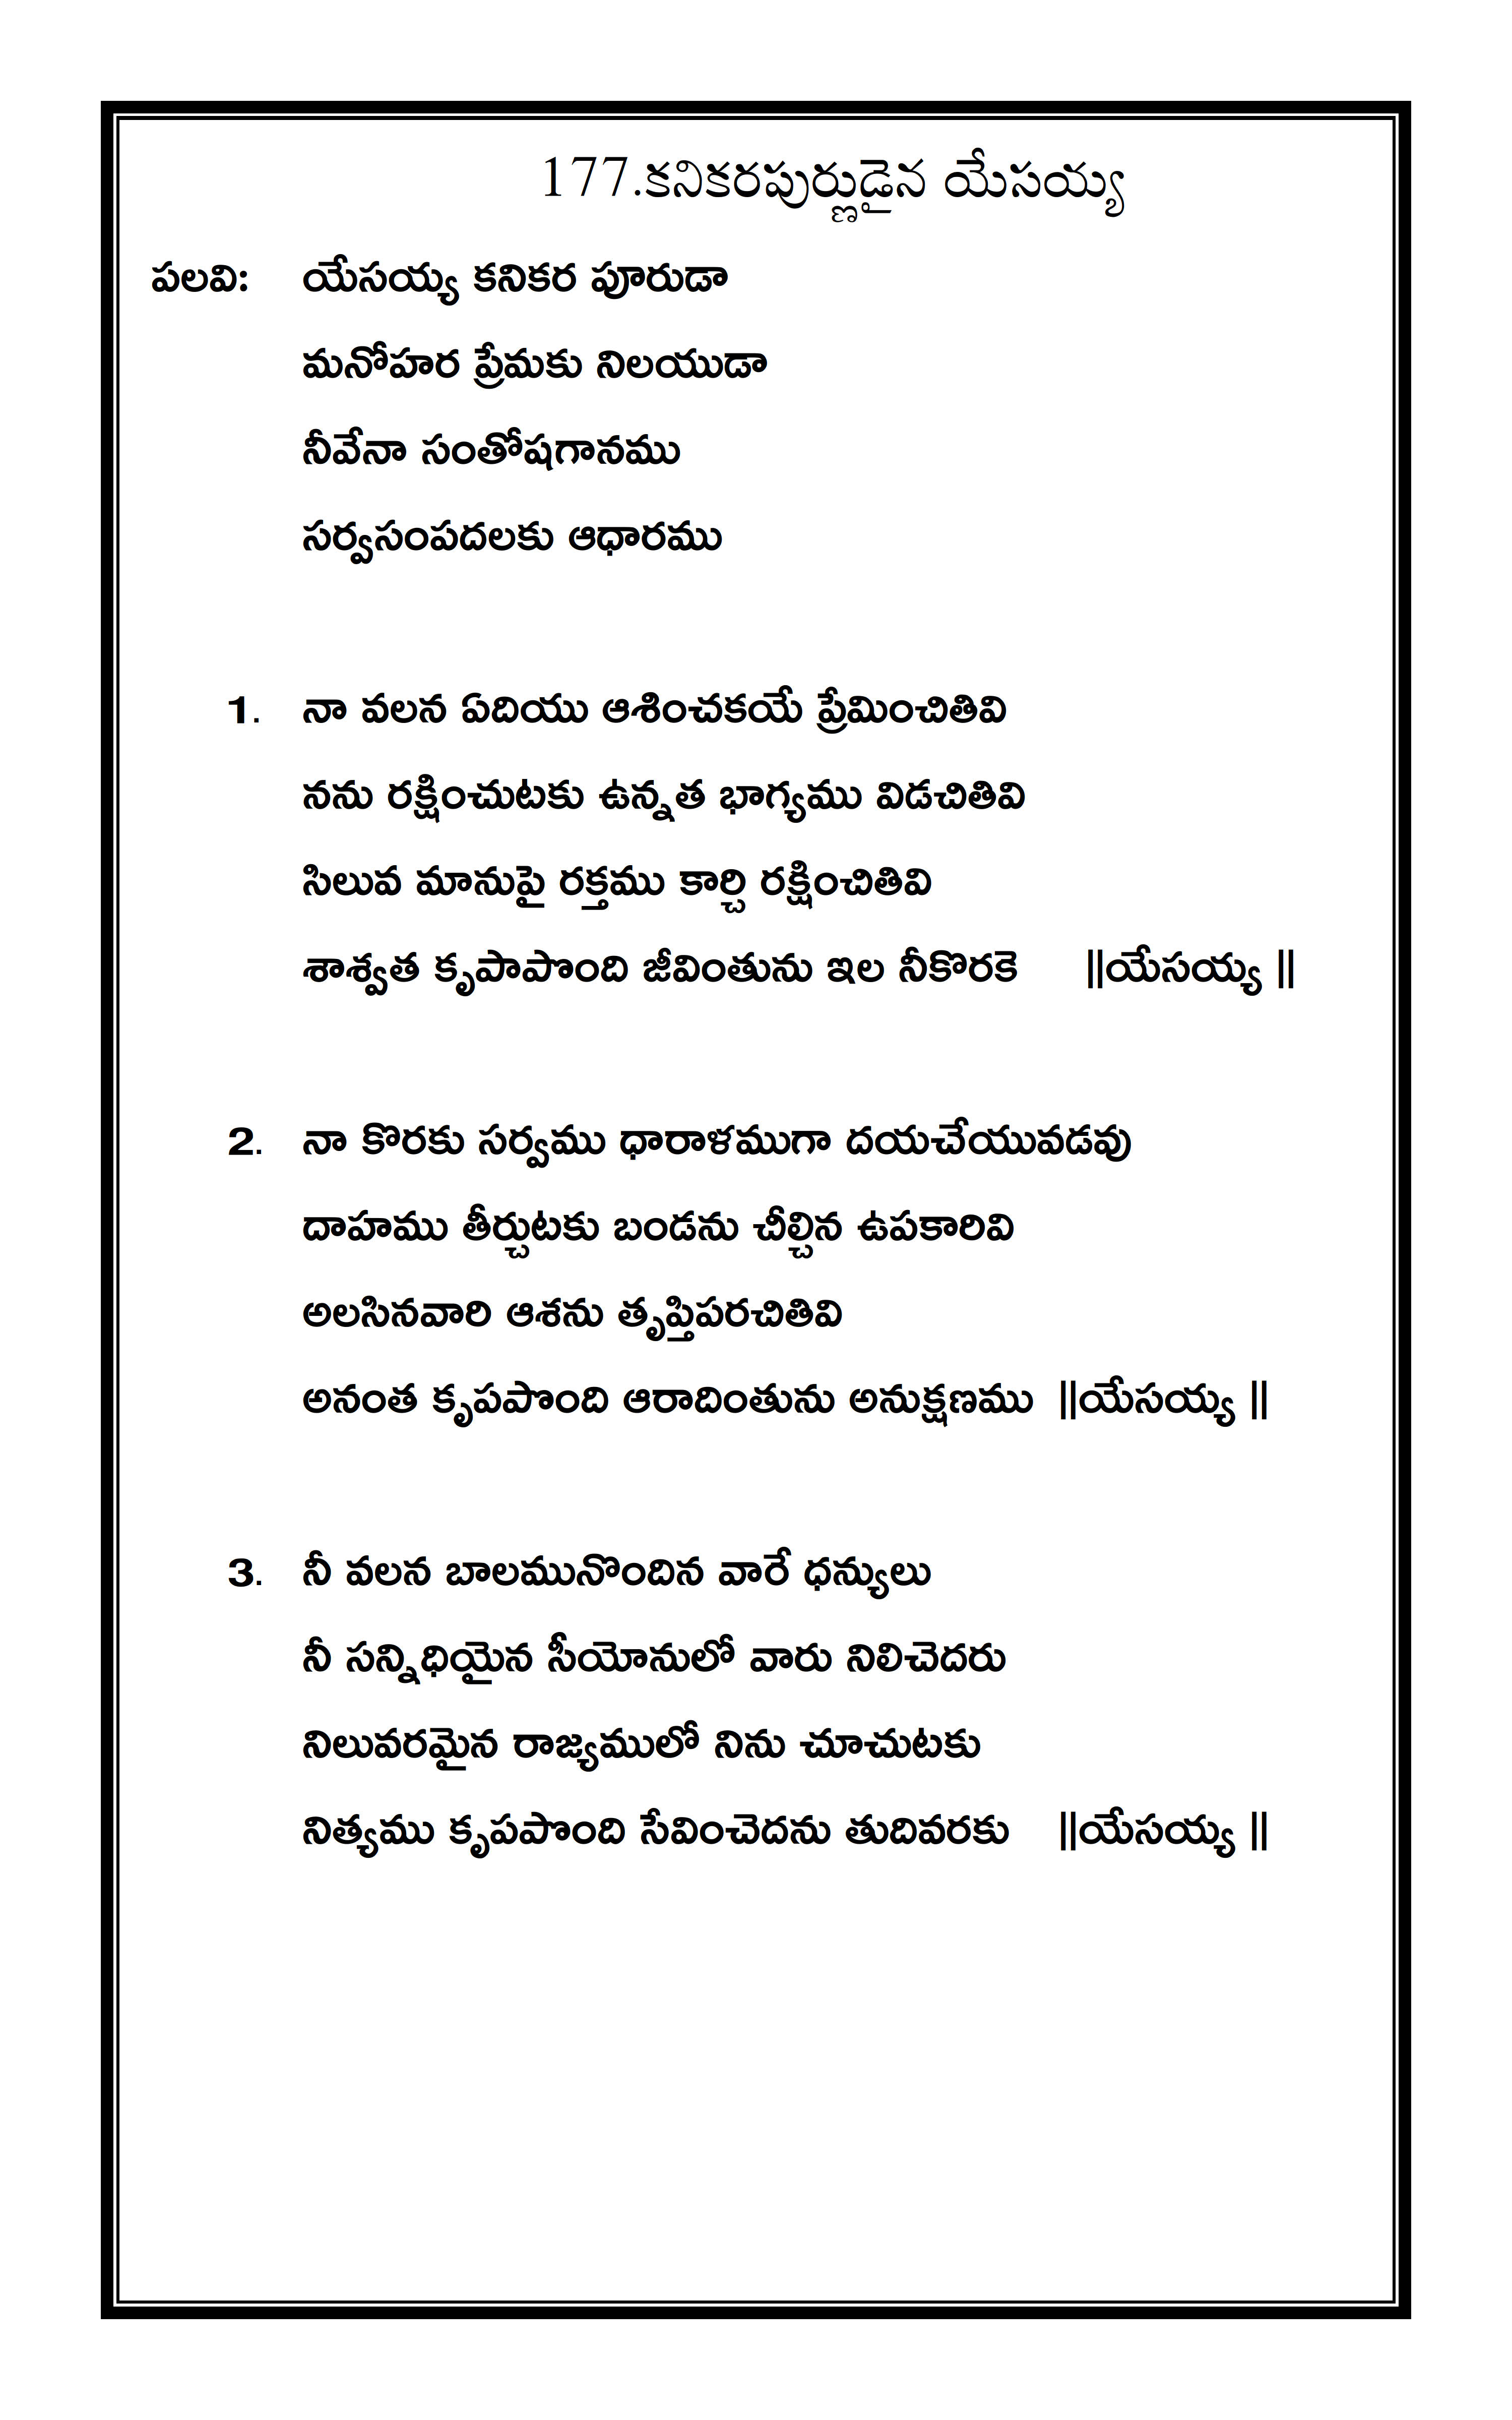 177.కనికరపుర్ణుడైన యేసయ్య
పలవి: యేసయ్య కనికర పూరుడా
మనోహర ప్రేమకు నిలయుడా
నీవేనా సంతోషగానము
సర్వసంపదలకు ఆధారము
1. నా వలన ఏదియు ఆశించకయే ప్రేమించితివి
నను రక్షించుటకు ఉన్నత భాగ్యము విడచితివి
సిలువ మానుపై రక్తము కార్చి రక్షించితివి
శాశ్వత కృపాపొంది జీవింతును ఇల నీకొరకె ||యేసయ్య ||
2. నా కొరకు సర్వము ధారాళముగా దయచేయువడవు
దాహము తీర్చుటకు బండను చీల్చిన ఉపకారివి
అలసినవారి ఆశను తృప్తిపరచితివి
అనంత కృపపొంది ఆరాదింతును అనుక్షణము ||యేసయ్య ||
3. నీ వలన బాలమునొందిన వారే ధన్యులు
నీ సన్నిధియైన సీయోనులో వారు నిలిచెదరు
నిలువరమైన రాజ్యములో నిను చూచుటకు
నిత్యము కృపపొంది సేవించెదను తుదివరకు ||యేసయ్య ||